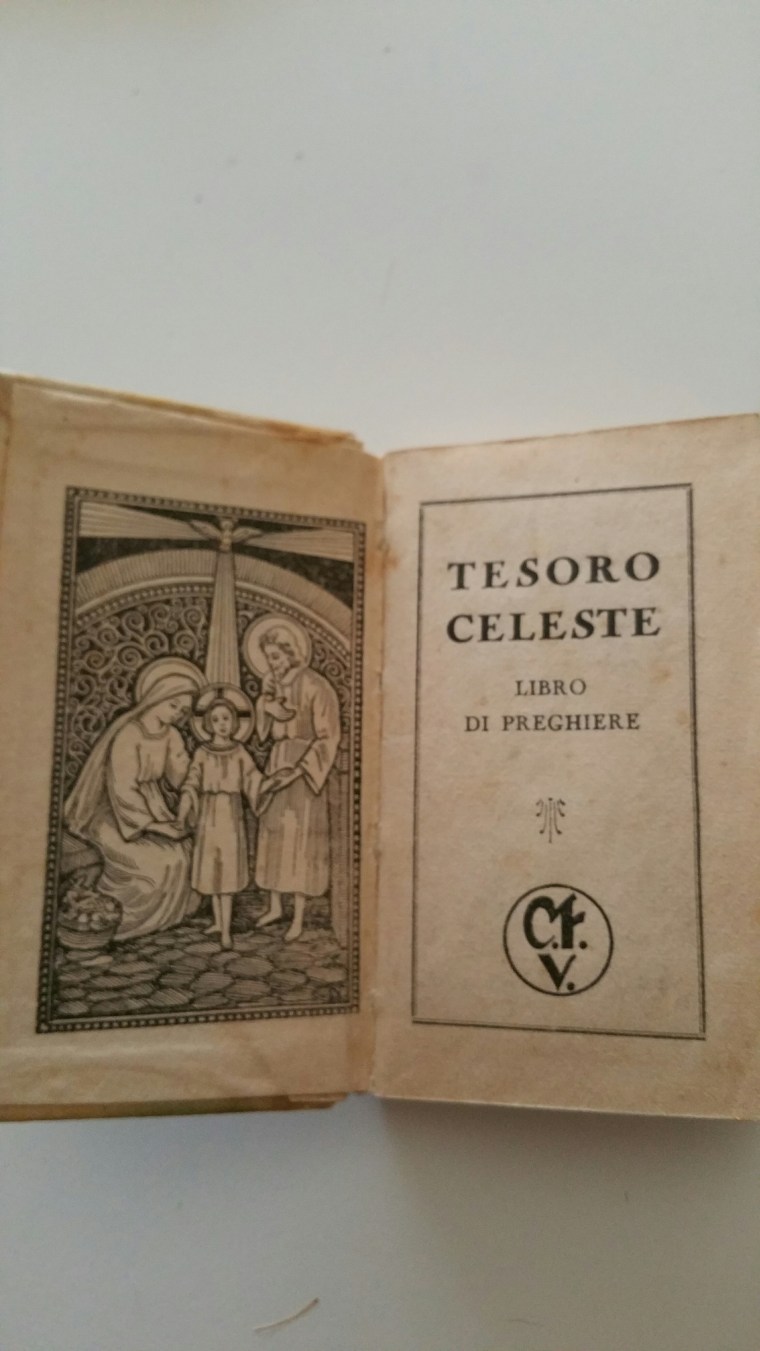 TESORO
CELESTE
LIBRO
DI PREGHIERE
C.t.
V.